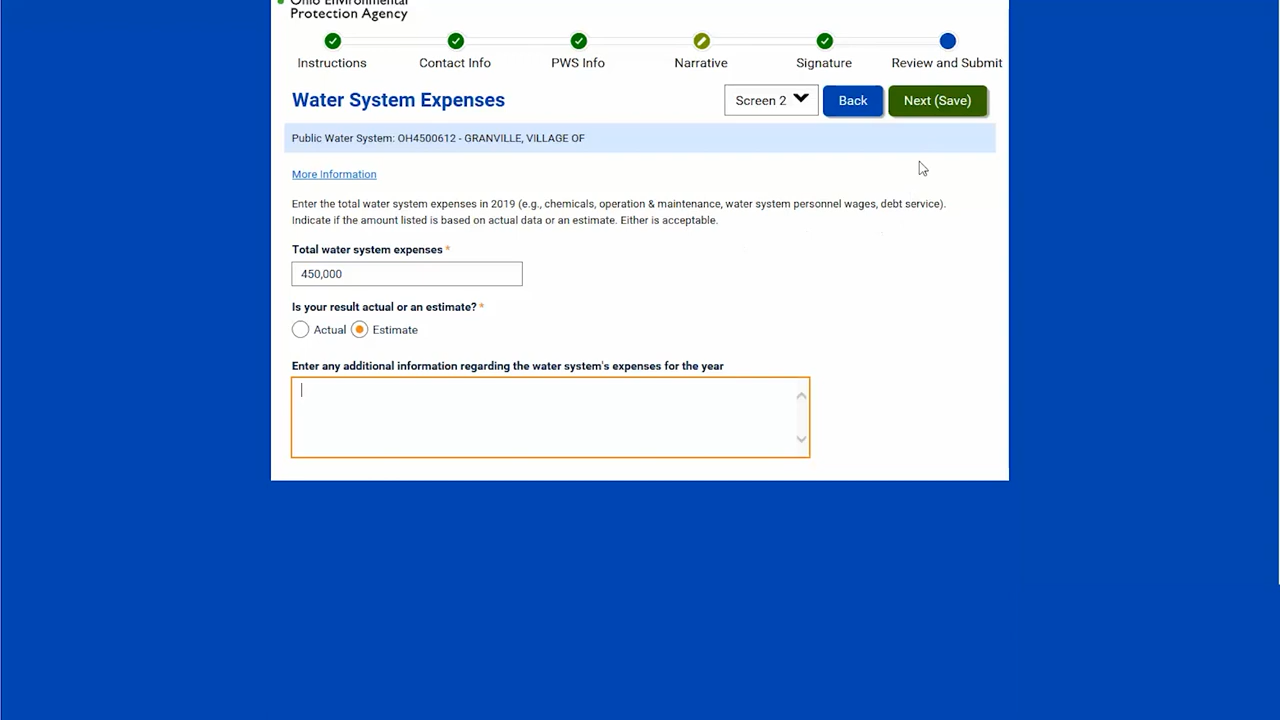 Ohio Environmental
Protection Agency
Instructions
Contact Info
PWS Info
Narrative
Signature
Review and Submit
Water System Expenses
Screen 2
Back
Next (Save)
Public Water System: OH4500612 - GRANVILLE, VILLAGE OF
More Information
Enter the total water system expenses in 2019 (e.g., chemicals, operation & maintenance, water system personnel wages, debt service).
Indicate if the amount listed is based on actual data or an estimate. Either is acceptable.
Total water system expenses *
450,000
Is your result actual or an estimate? *
Actual
Estimate
Enter any additional information regarding the water system's expenses for the year